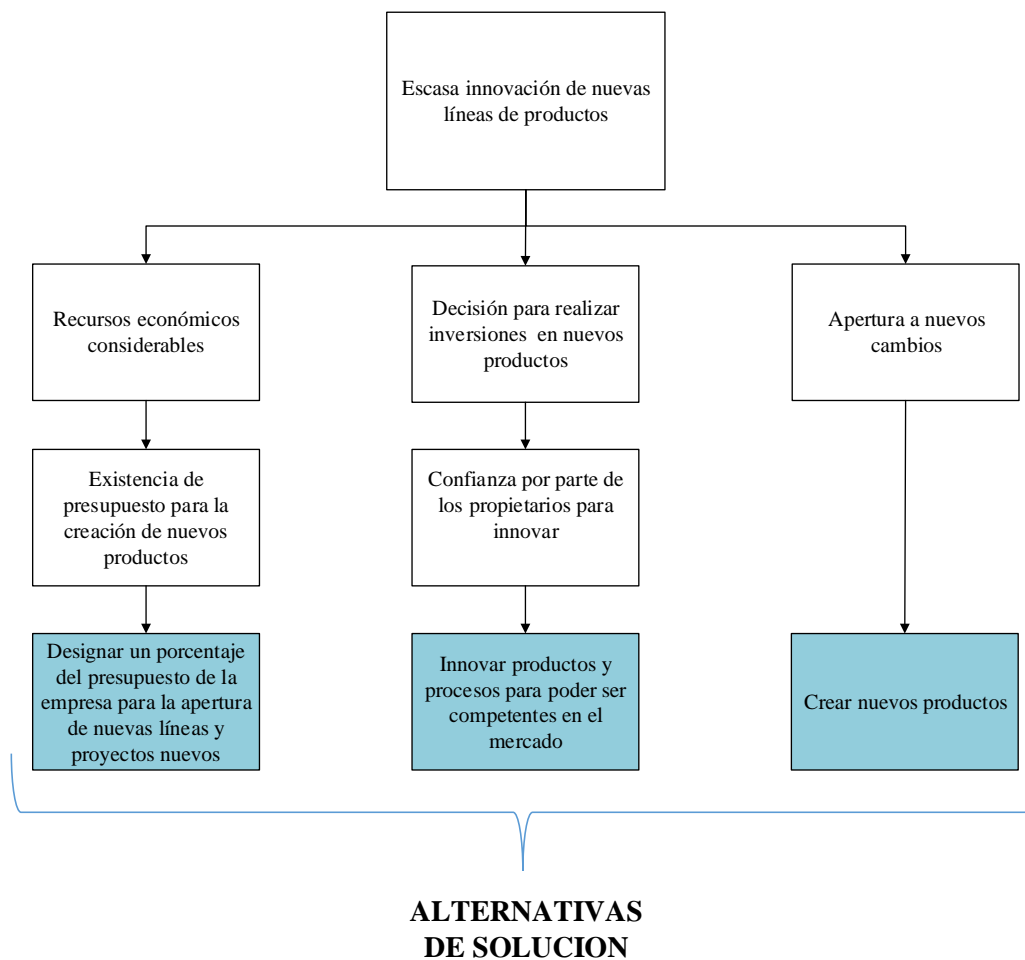 Escasa innovación de nuevas
líneas de productos
Recursos económicos
considerables
Decisión para realizar
inversiones en nuevos
productos
Apertura a nuevos
cambios
Existencia de
presupuesto para la
creación de nuevos
productos
Confianza por parte de
los propietarios para
innovar
Designar un porcentaje
del presupuesto de la
empresa para la apertura
de nuevas líneas y
proyectos nuevos
Innovar productos y
procesos para poder ser
competentes en el
mercado
Crear nuevos productos
ALTERNATIVAS
DE SOLUCION